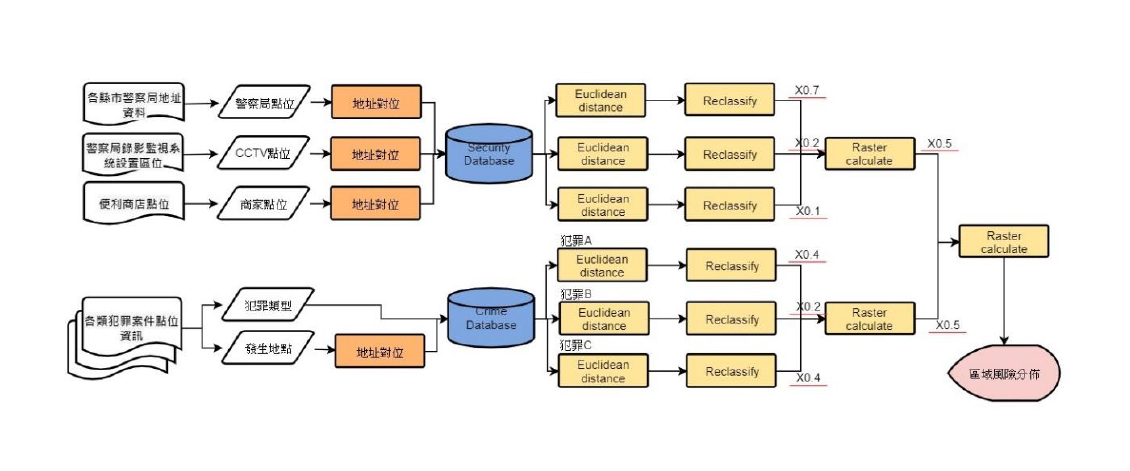 各縣市警察局地址
資料
警察局點位
地址對位
警察局錄影監視系
統設置區位
CCTV點位
地址對位
便利商店點位
商家點位
地址對位
Security
Database
Euclidean
distance
Reclassify
X0.7
Euclidean
distance
Reclassify
X0.2
Euclidean
distance
Reclassify
X0.1
Raster
calculate
X0.5
各類犯罪案件點位
資訊
犯罪類型
發生地點
地址對位
Crime
Database
犯罪A
Euclidean
distance
Reclassify
X0.4
犯罪B
Euclidean
distance
Reclassify
X0.2
犯罪C
Euclidean
distance
Reclassify
X0.4
Raster
calculate
X0.5
Raster
calculate
區域風險分佈